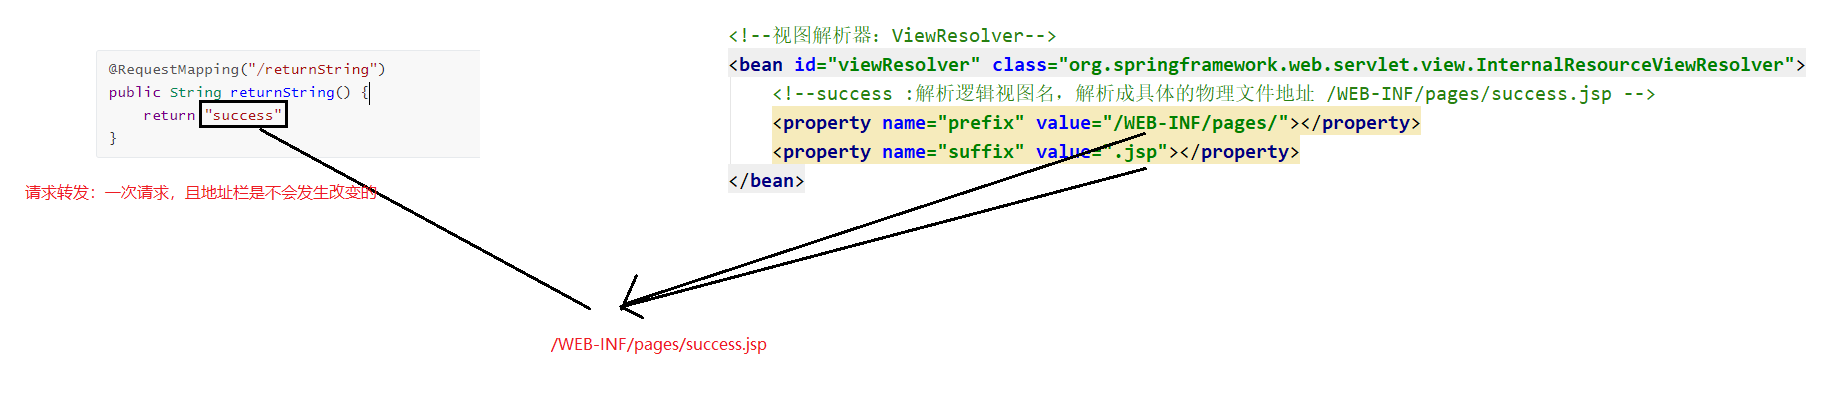 @RequestMapping("/returnString")
public String returnString() {
return "success"
}
请求转发：一次请求，且地址栏是不会发生改变的
<!--视图解析器：ViewResolver-->
<bean id="viewResolver" class="org.springframework.web.servlet.view.InternalResourceViewResolver">
<!--success :解析逻辑视图名，解析成具体的物理文件地址 /WEB-INF/pages/success.jsp -->
<property name="prefix" value="/WEB-INF/pages/"></property>
<property name="suffix" value=".jsp"></property>
</bean>
/WEB-INF/pages/success.jsp